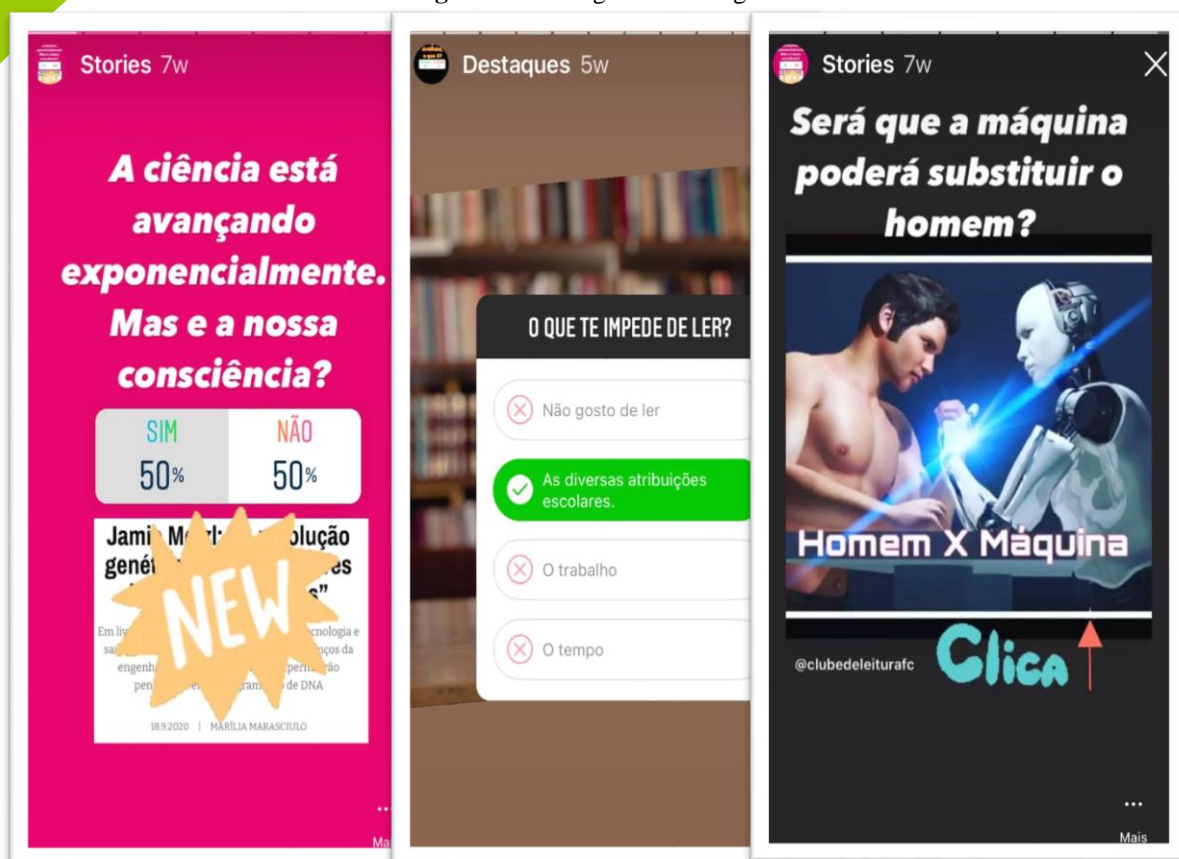 Stories 7w
A ciência está
avançando
exponencialmente.
Mas e a nossa
consciência?
SIM NÃO
50% 50%
NEW
de DNA
18.9.2020 | MARÍLIA MARASCIULO
Destaques 5w
O QUE TE IMPEDE DE LER?
Não gosto de ler
As diversas atribuições
escolares.
O trabalho
O tempo
Stories 7w
Será que a máquina
poderá substituir o
homem?
Homem X Máquina
@clubedeleiturafc
Clica
Mais